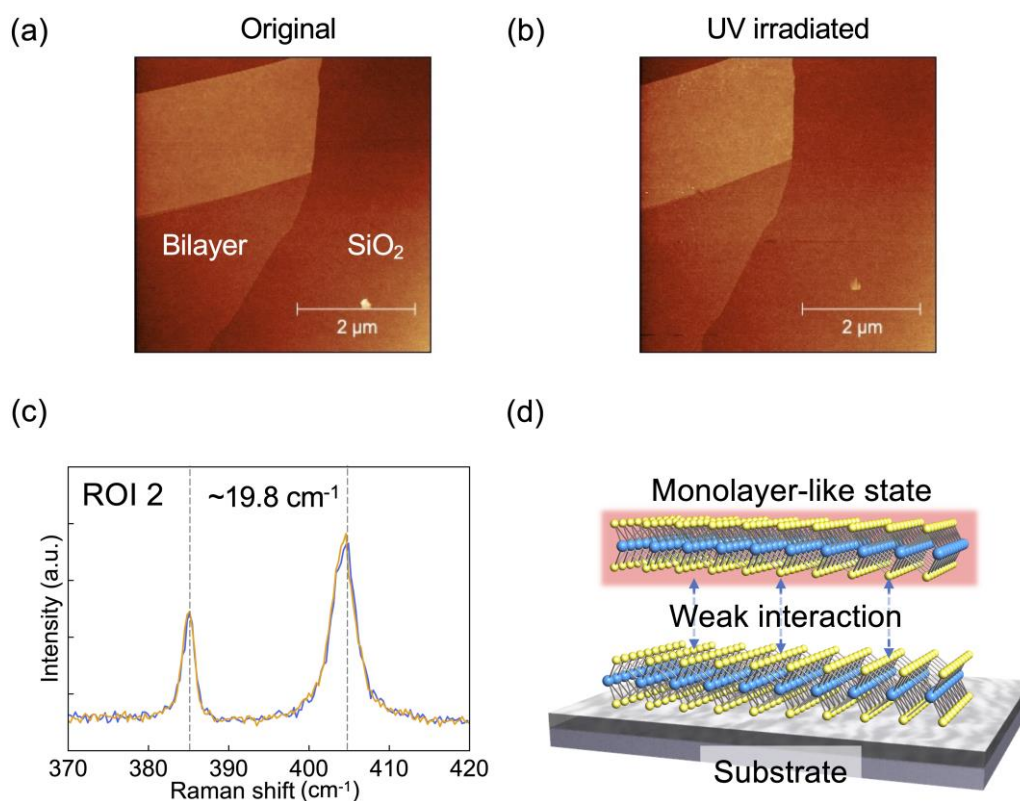 (a)
Original
Bilayer
SiO₂
2 μm
(b)
UV irradiated
2 μm
(c)
ROI 2
~19.8 cm⁻¹
Intensity (a.u.)
370
380
390
400
410
420
Raman shift (cm⁻¹)
(d)
Monolayer-like state
Weak interaction
Substrate